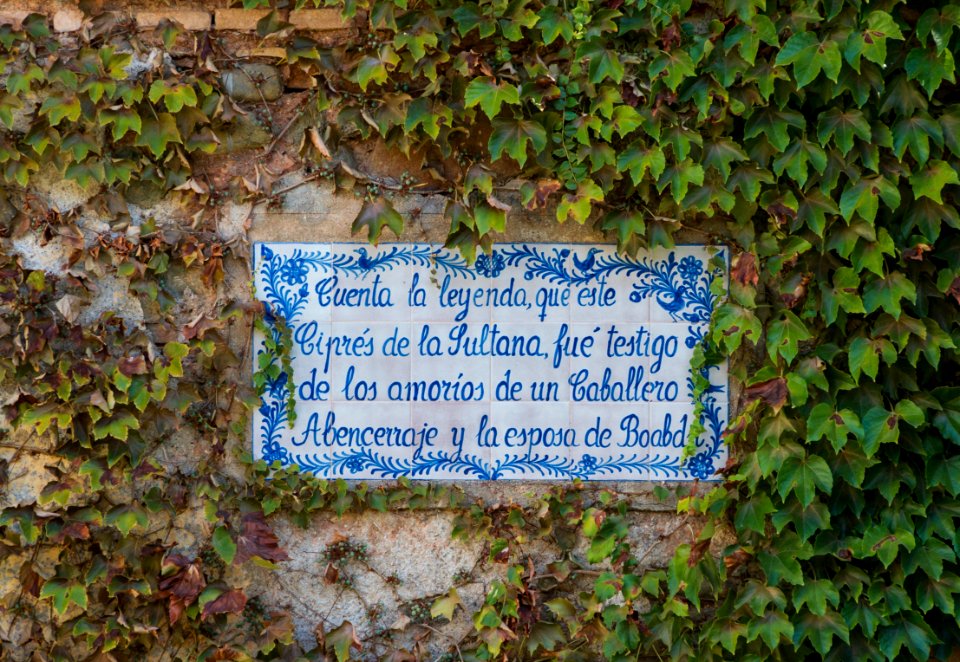 Cuenta la leyenda, que este
Ciprés de la Sultana, fué testigo
de los amoríos de un Caballero
Abencerraje y la esposa de Boabd